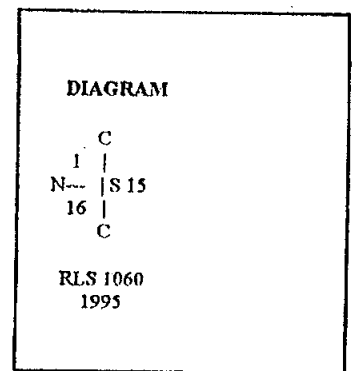 DIAGRAM
C
1 |
N--- |S 15
16 |
C
RLS 1060
1995